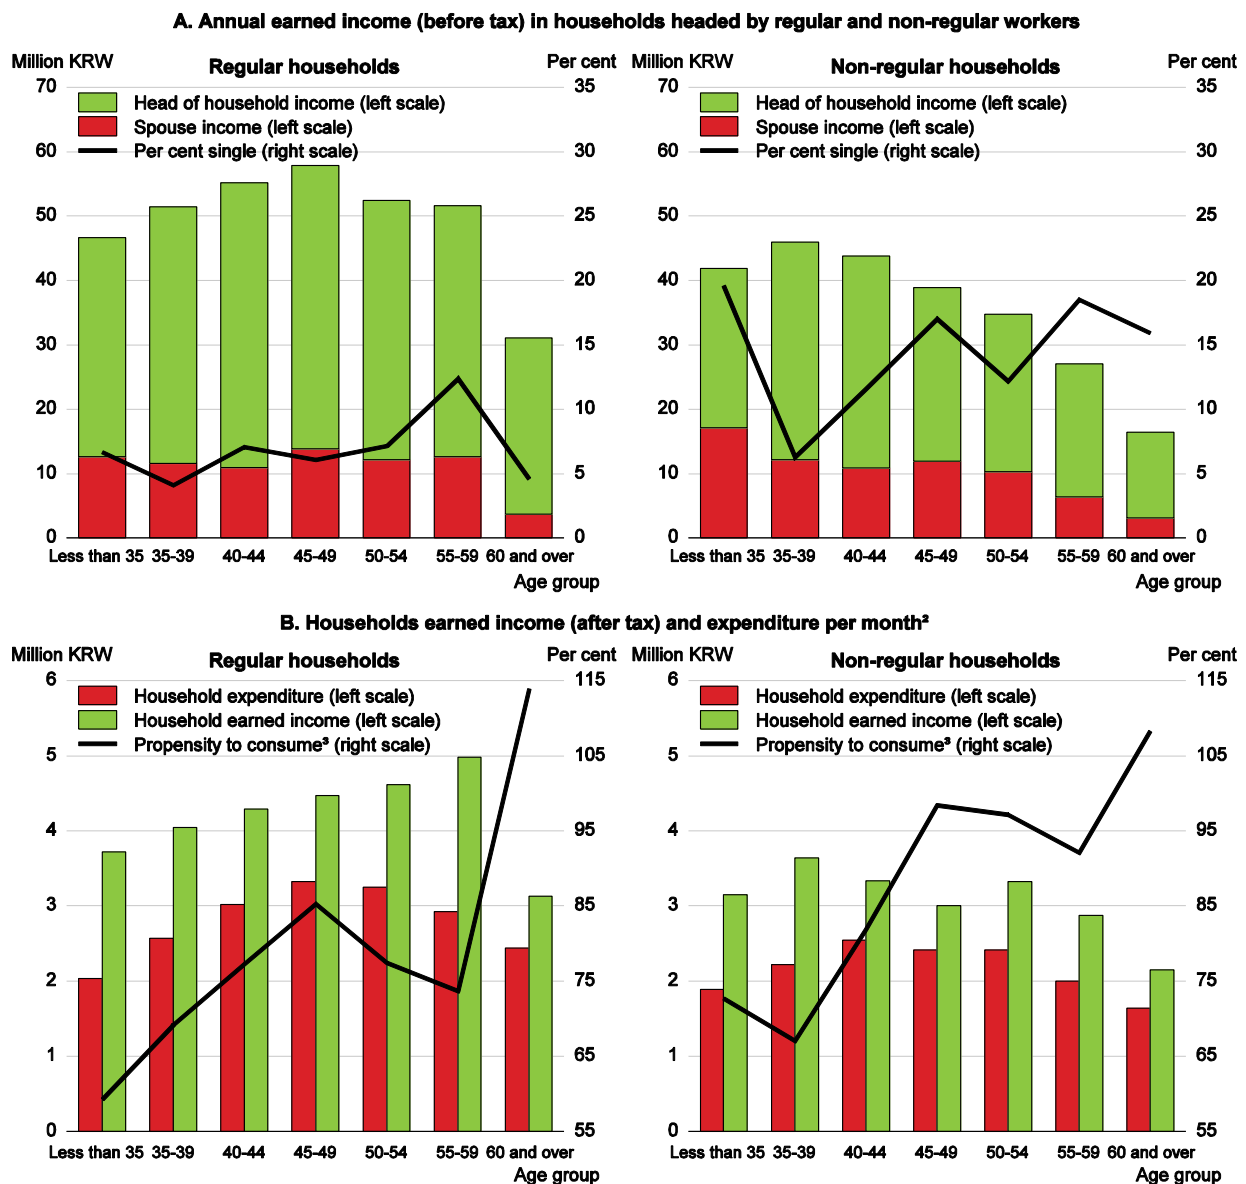 A. Annual earned income (before tax) in households headed by regular and non-regular workers
Million KRW Regular households Per cent
70 35
Head of household income (left scale)
Spouse income (left scale)
60 Per cent single (right scale) 30
50 25
40 20
30 15
20 10
10 5
0 0
Less than 35 35-39 40-44 45-49 50-54 55-59 60 and over
Age group
Million KRW Non-regular households Per cent
70 35
Head of household income (left scale)
Spouse income (left scale)
60 Per cent single (right scale) 30
50 25
40 20
30 15
20 10
10 5
0 0
Less than 35 35-39 40-44 45-49 50-54 55-59 60 and over
Age group
B. Households earned income (after tax) and expenditure per month²
Million KRW Regular households Per cent
6 115
Household expenditure (left scale)
Household earned income (left scale)
Propensity to consume³ (right scale)
5 105
4 95
3 85
2 75
1 65
0 55
Less than 35 35-39 40-44 45-49 50-54 55-59 60 and over
Age group
Million KRW Non-regular households Per cent
6 115
Household expenditure (left scale)
Household earned income (left scale)
Propensity to consume³ (right scale)
5 105
4 95
3 85
2 75
1 65
0 55
Less than 35 35-39 40-44 45-49 50-54 55-59 60 and over
Age group